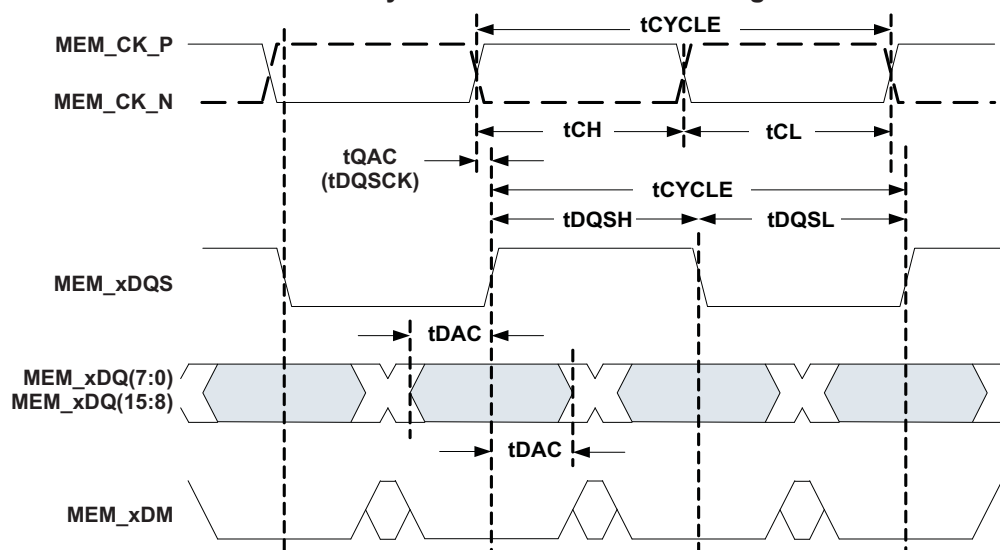 tCYCLE
MEM_CK_P
MEM_CK_N
tCH
tCL
tQAC
(tDQSCK)
tCYCLE
tDQSH
tDQSL
MEM_xDQS
tDAC
MEM_xDQ(7:0)
MEM_xDQ(15:8)
tDAC
MEM_xDM